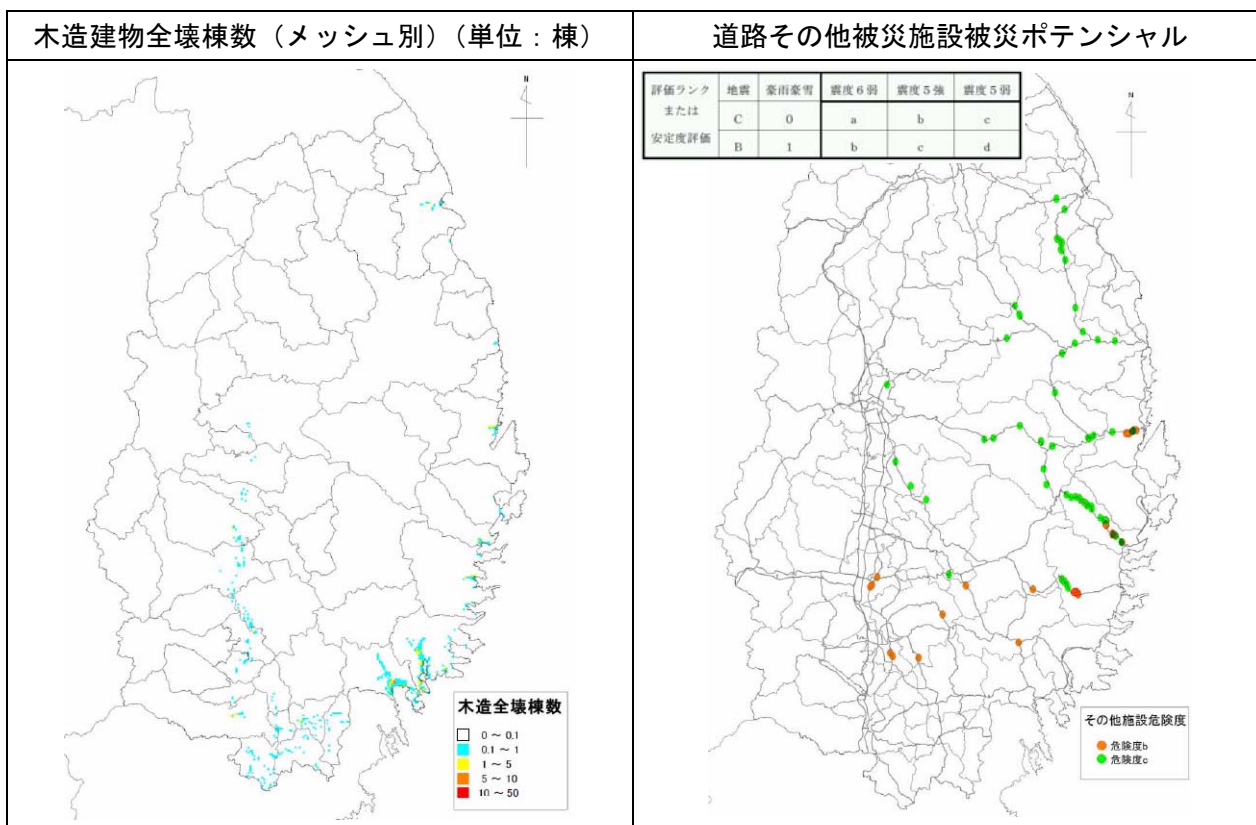 木造建物全壊棟数（メッシュ別）（単位：棟）
道路その他被災施設被災ポテンシャル
N
木造全壊棟数
0 ～ 0.1
0.1 ～ 1
1 ～ 5
5 ～ 10
10 ～ 50
評価ランク または 安定度評価 地震 豪雨豪雪 震度6弱 震度5強 震度5弱
C 0 a b c
B 1 b c d
N
その他施設危険度
危険度b
危険度c